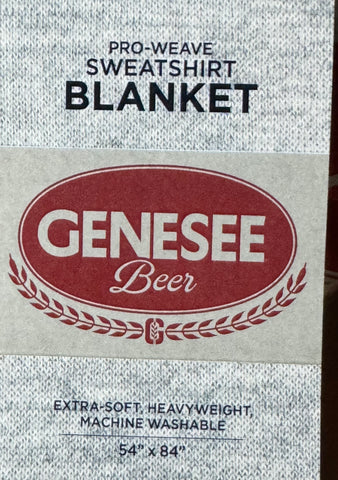 PRO-WEAVE
SWEATSHIRT
BLANKET
GENESEE
Beer
EXTRA-SOFT, HEAVYWEIGHT,
MACHINE WASHABLE
54" x 84"